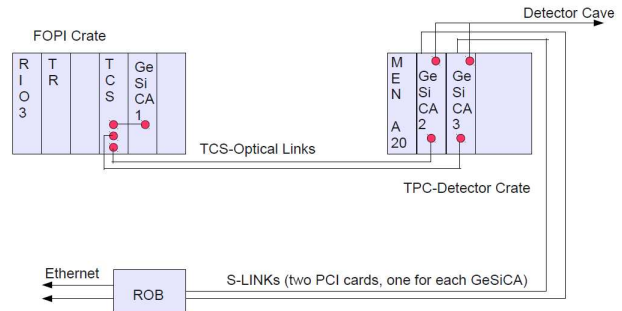 Detector Cave
FOPI Crate
R
I
O
3
T
R
T
C
S
Ge
Si
CA
1
M
E
N
A
20
Ge
Si
CA
2
Ge
Si
CA
3
TCS-Optical Links
TPC-Detector Crate
Ethernet
S-LINKs (two PCI cards, one for each GeSiCA)
ROB